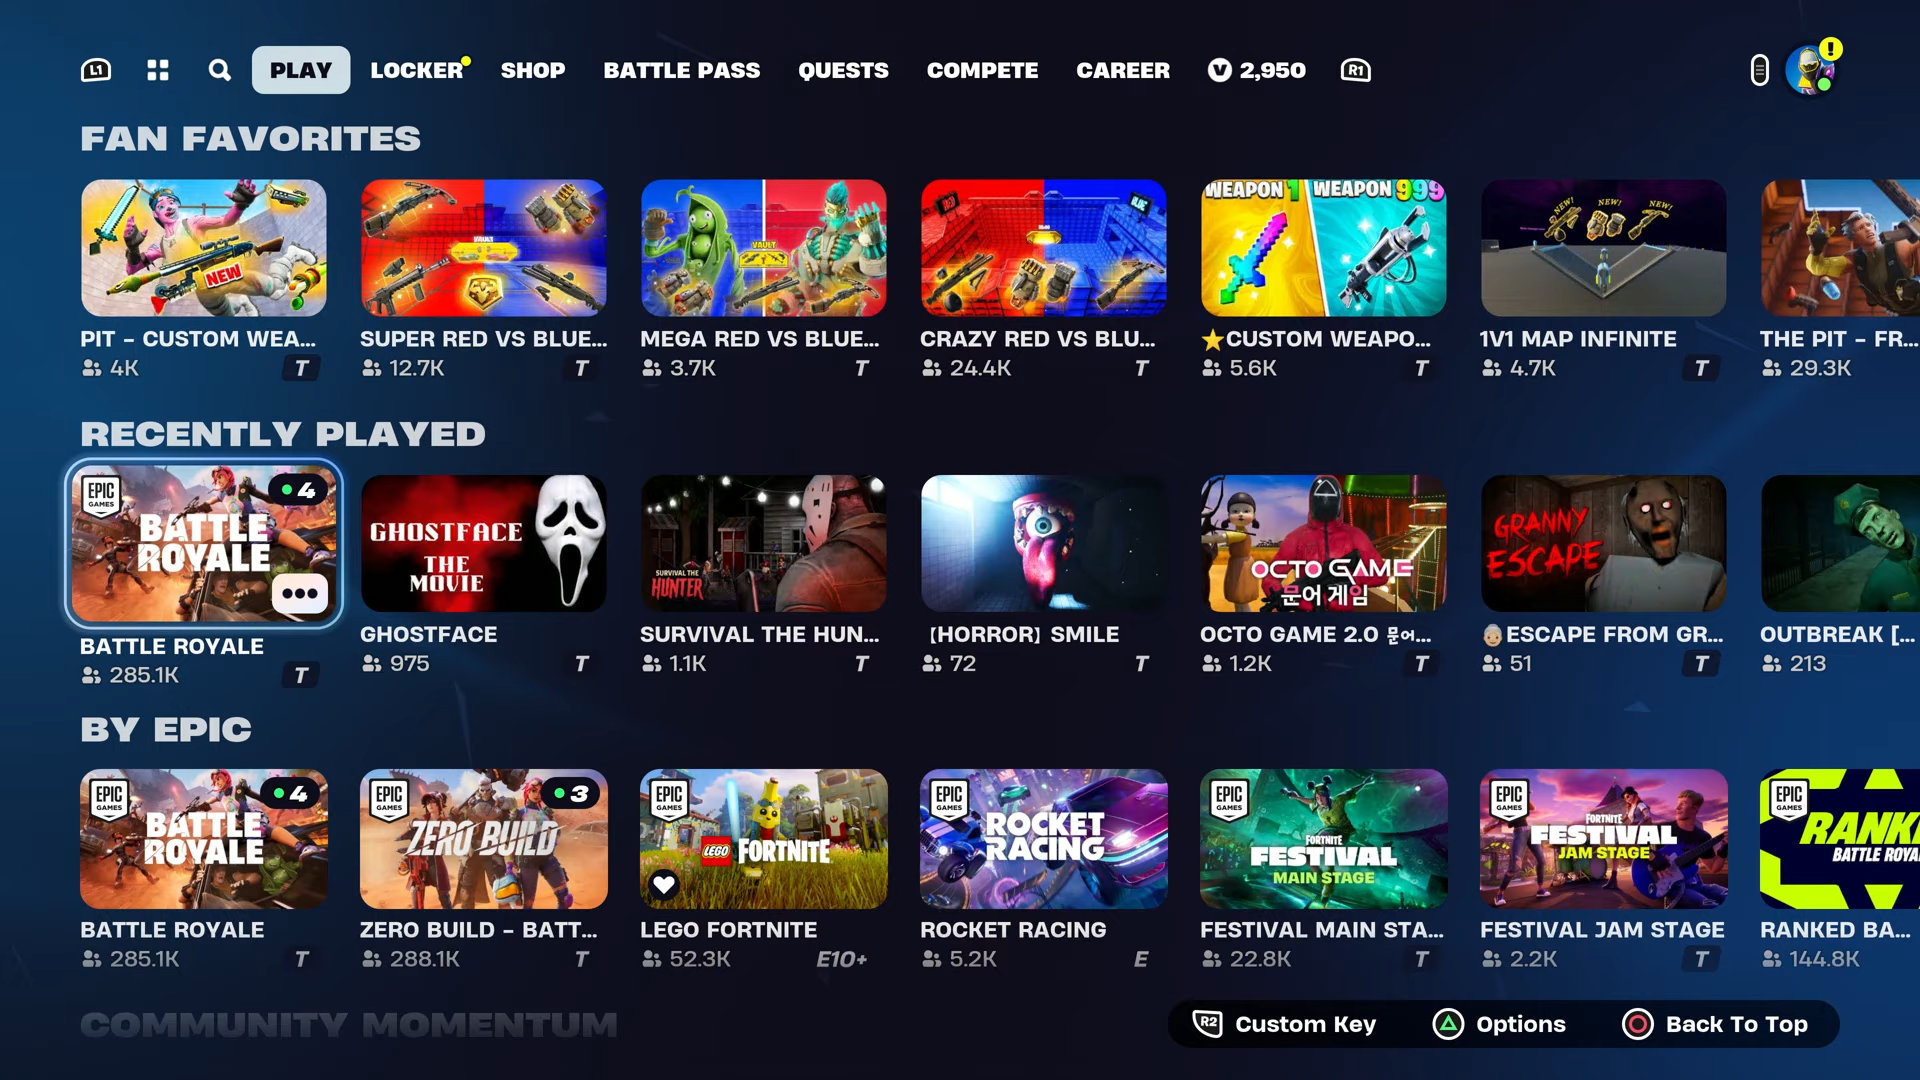 L1 PLAY LOCKER SHOP BATTLE PASS QUESTS COMPETE CAREER V 2,950 R1 !
FAN FAVORITES
NEW
VAULT
VAULT
WEAPON 1 WEAPON 999
NEW! NEW! NEW!
PIT - CUSTOM WEA... SUPER RED VS BLUE... MEGA RED VS BLUE... CRAZY RED VS BLU... ⭐CUSTOM WEAPO... 1V1 MAP INFINITE THE PIT - FR...
4K T 12.7K T 3.7K T 24.4K T 5.6K T 4.7K T 29.3K
RECENTLY PLAYED
EPIC GAMES 4
BATTLE ROYALE
GHOSTFACE
THE
MOVIE
SURVIVAL THE
HUNTER
OCTO GAME
문어 게임
GRANNY
ESCAPE
BATTLE ROYALE GHOSTFACE SURVIVAL THE HUN... [HORROR] SMILE OCTO GAME 2.0 문어... 👵🏼ESCAPE FROM GR... OUTBREAK [...
285.1K T 975 T 1.1K T 72 T 1.2K T 51 T 213
BY EPIC
EPIC GAMES 4
BATTLE
ROYALE
EPIC GAMES 3
ZERO BUILD
EPIC GAMES
LEGO FORTNITE
EPIC GAMES
ROCKET
RACING
EPIC GAMES
FORTNITE
FESTIVAL
MAIN STAGE
EPIC GAMES
FORTNITE
FESTIVAL
JAM STAGE
EPIC GAMES
RANK
BATTLE ROYA
BATTLE ROYALE ZERO BUILD - BATT... LEGO FORTNITE ROCKET RACING FESTIVAL MAIN STA... FESTIVAL JAM STAGE RANKED BA...
285.1K T 288.1K T 52.3K E10+ 5.2K E 22.8K T 2.2K T 144.8K
COMMUNITY MOMENTUM
R2 Custom Key Options Back To Top